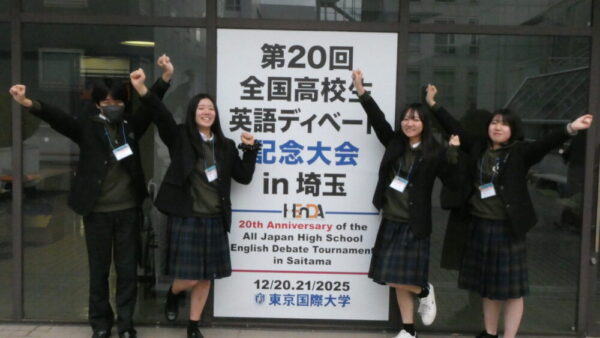 第20回
全国高校生
英語ディベート
記念大会
in 埼玉
HEnDA
20th Anniversary of the
All Japan High School
English Debate Tournament
in Saitama
12/20.21/2025
東京国際大学